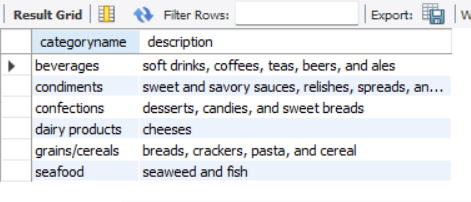 Result Grid Filter Rows: Export: W
categoryname description
beverages soft drinks, coffees, teas, beers, and ales
condiments sweet and savory sauces, relishes, spreads, an...
confections desserts, candies, and sweet breads
dairy products cheeses
grains/cereals breads, crackers, pasta, and cereal
seafood seaweed and fish